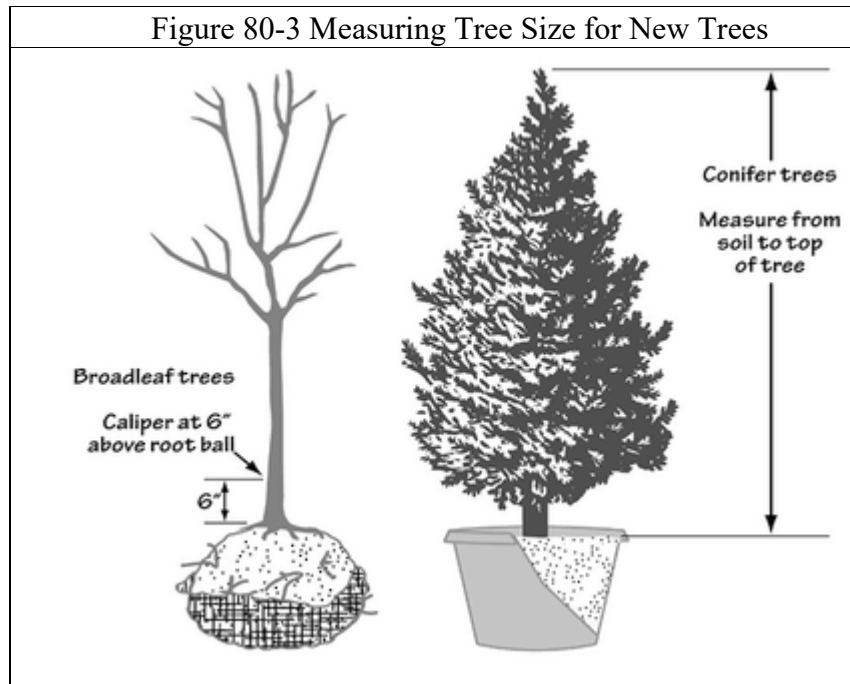 Figure 80-3 Measuring Tree Size for New Trees
Conifer trees
Measure from
soil to top
of tree
Broadleaf trees
Caliper at 6"
above root ball
6"